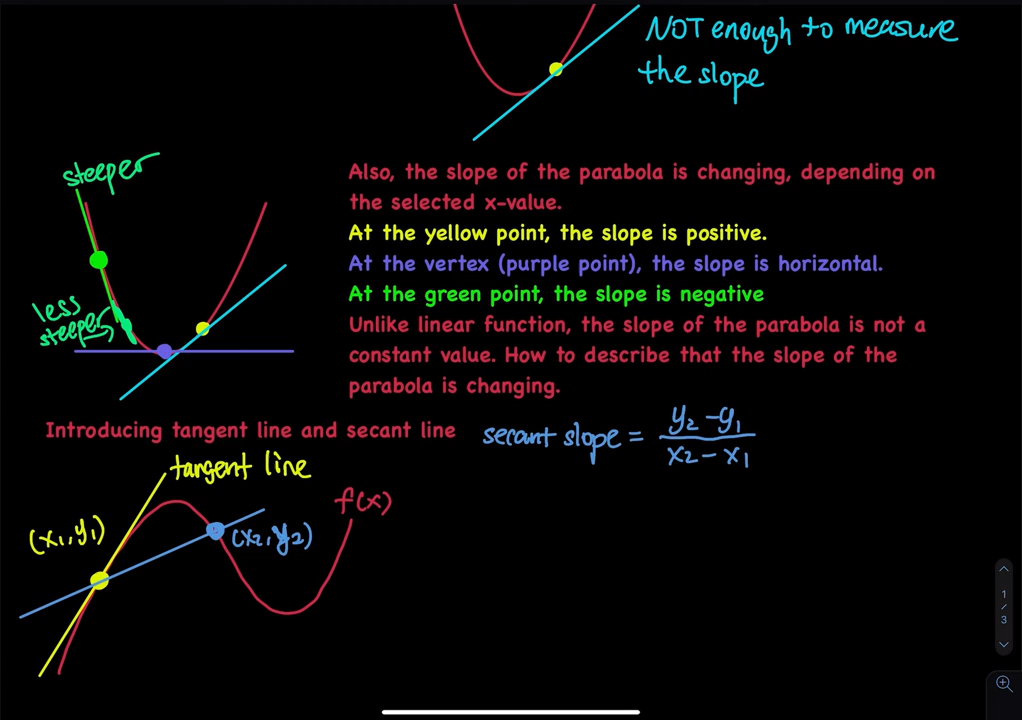 NOT enough to measure
the slope
steeper
Also, the slope of the parabola is changing, depending on
the selected x-value.
At the yellow point, the slope is positive.
At the vertex (purple point), the slope is horizontal.
At the green point, the slope is negative
less
steeper
Unlike linear function, the slope of the parabola is not a
constant value. How to describe that the slope of the
parabola is changing.
Introducing tangent line and secant line
secant slope = y₂ - y₁ / x₂ - x₁
tangent line
f(x)
(x₁, y₁)
(x₂, y₂)
1
/
3